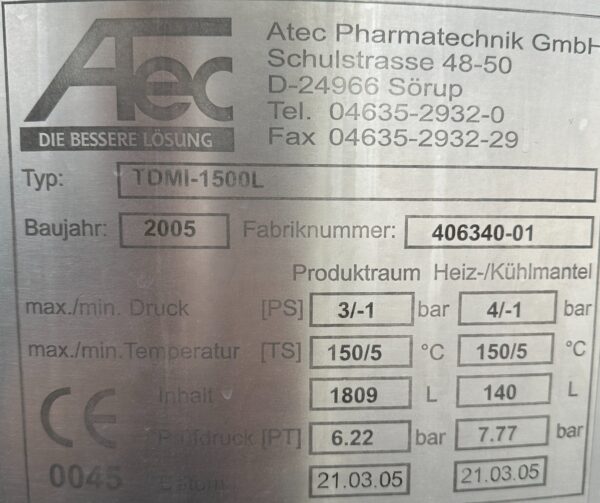 Atec
DIE BESSERE LÖSUNG
Atec Pharmatechnik GmbH
Schulstrasse 48-50
D-24966 Sörup
Tel. 04635-2932-0
Fax 04635-2932-29
Typ: TDMI-1500L
Baujahr: 2005 Fabriknummer: 406340-01
Produktraum Heiz-/Kühlmantel
max./min. Druck [PS] 3/-1 bar 4/-1 bar
max./min.Temperatur [TS] 150/5 °C 150/5 °C
Inhalt 1809 L 140 L
Prüfdruck [PT] 6.22 bar 7.77 bar
CE
0045 Datum 21.03.05 21.03.05